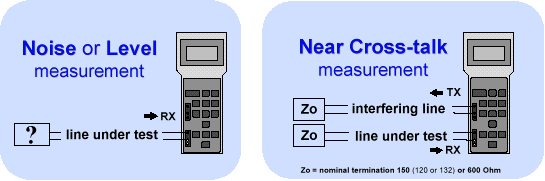 Noise or Level
measurement
RX
? line under test
Near Cross-talk
measurement
TX
Zo interfering line
Zo line under test
RX
Zo = nominal termination 150 (120 or 132) or 600 Ohm